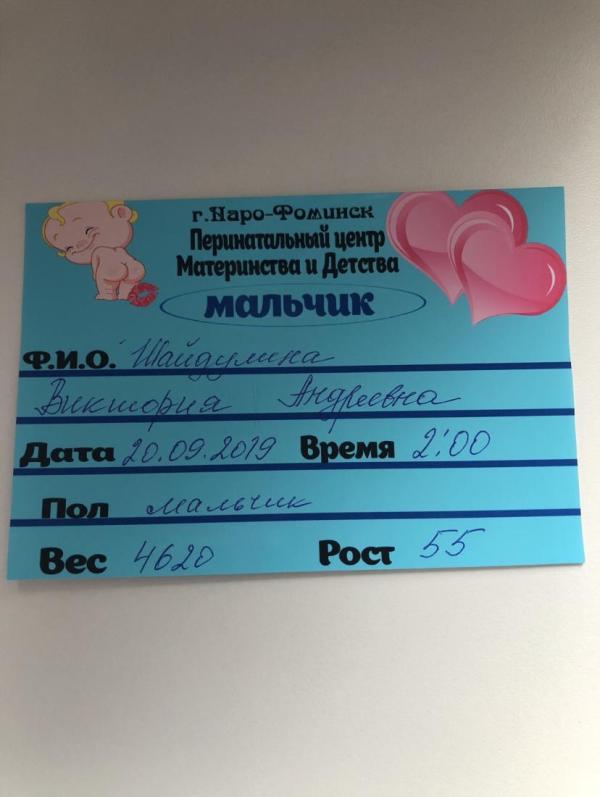 г.Наро-Фоминск
Перинатальный центр
Материнства и Детства
мальчик
Ф.И.О. Шайдулина
Виктория Андреевна
Дата 20.09.2019 Время 2:00
Пол мальчик
Вес 4620 Рост 55